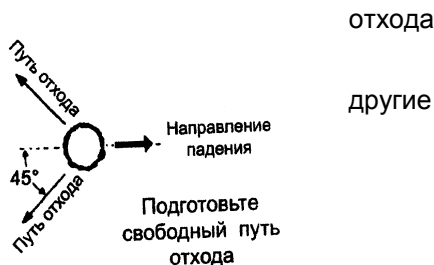 отхода
другие
Путь отхода
Направление
падения
45°
Путь отхода
Подготовьте
свободный путь
отхода